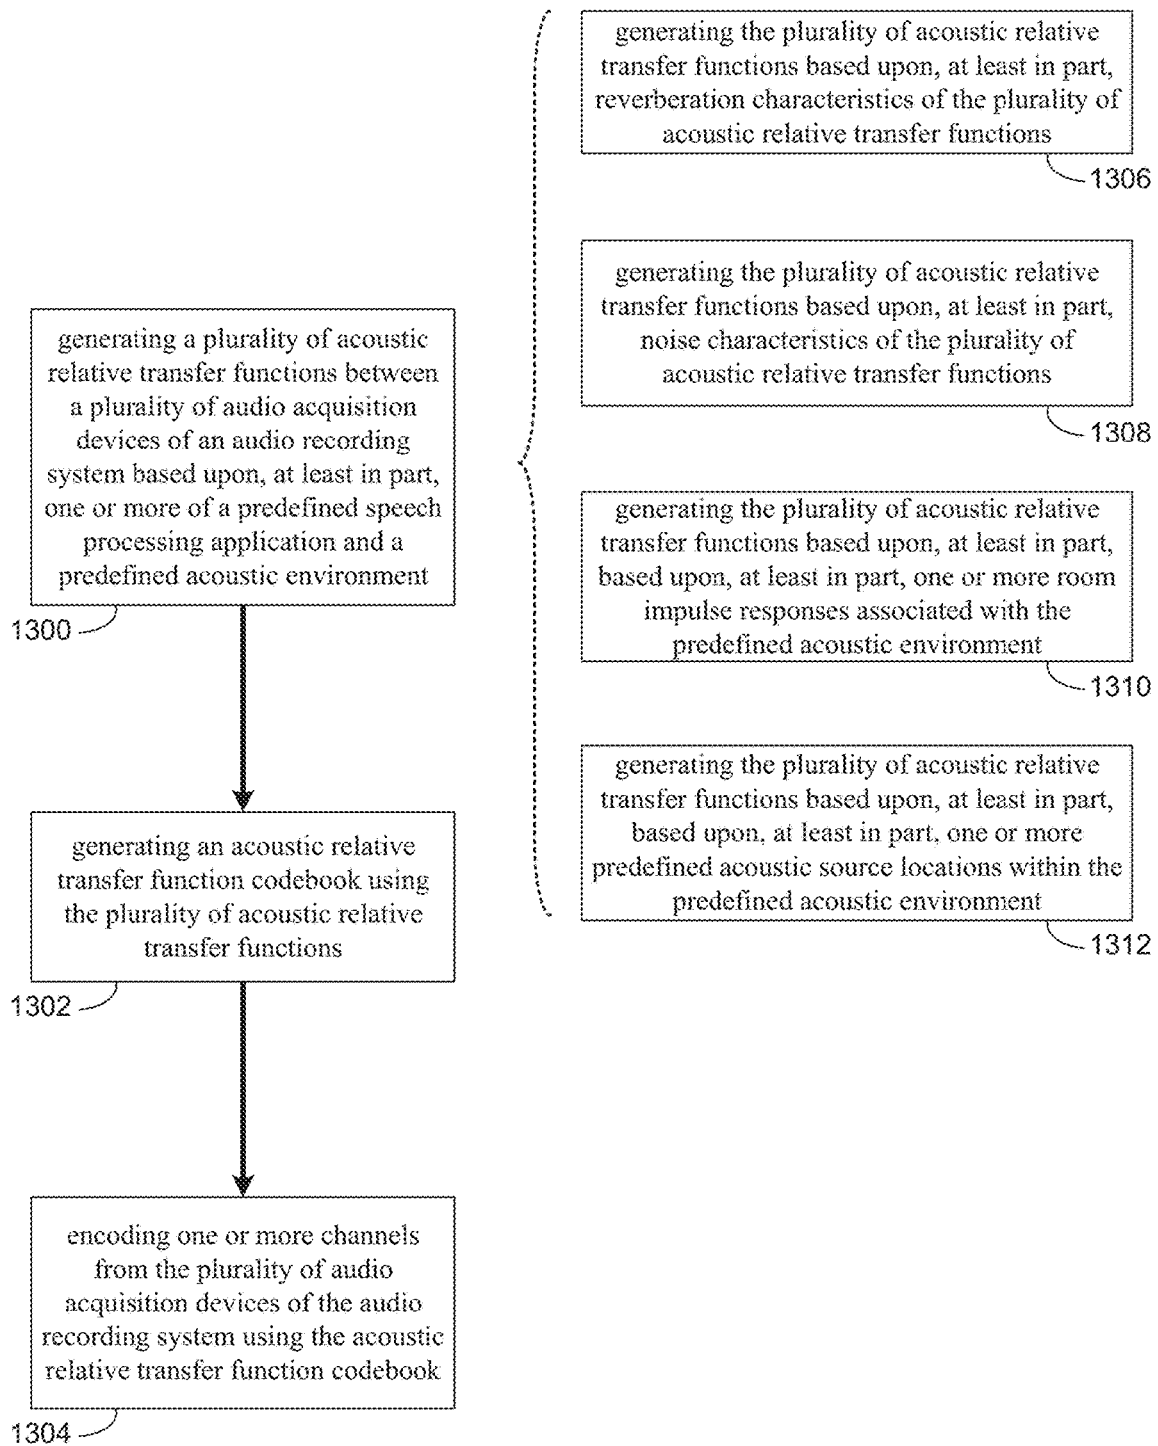 generating a plurality of acoustic
relative transfer functions between
a plurality of audio acquisition
devices of an audio recording
system based upon, at least in part,
one or more of a predefined speech
processing application and a
predefined acoustic environment
1300
generating an acoustic relative
transfer function codebook using
the plurality of acoustic relative
transfer functions
1302
encoding one or more channels
from the plurality of audio
acquisition devices of the audio
recording system using the acoustic
relative transfer function codebook
1304
generating the plurality of acoustic relative
transfer functions based upon, at least in part,
reverberation characteristics of the plurality of
acoustic relative transfer functions
1306
generating the plurality of acoustic relative
transfer functions based upon, at least in part,
noise characteristics of the plurality of
acoustic relative transfer functions
1308
generating the plurality of acoustic relative
transfer functions based upon, at least in part,
based upon, at least in part, one or more room
impulse responses associated with the
predefined acoustic environment
1310
generating the plurality of acoustic relative
transfer functions based upon, at least in part,
based upon, at least in part, one or more
predefined acoustic source locations within the
predefined acoustic environment
1312